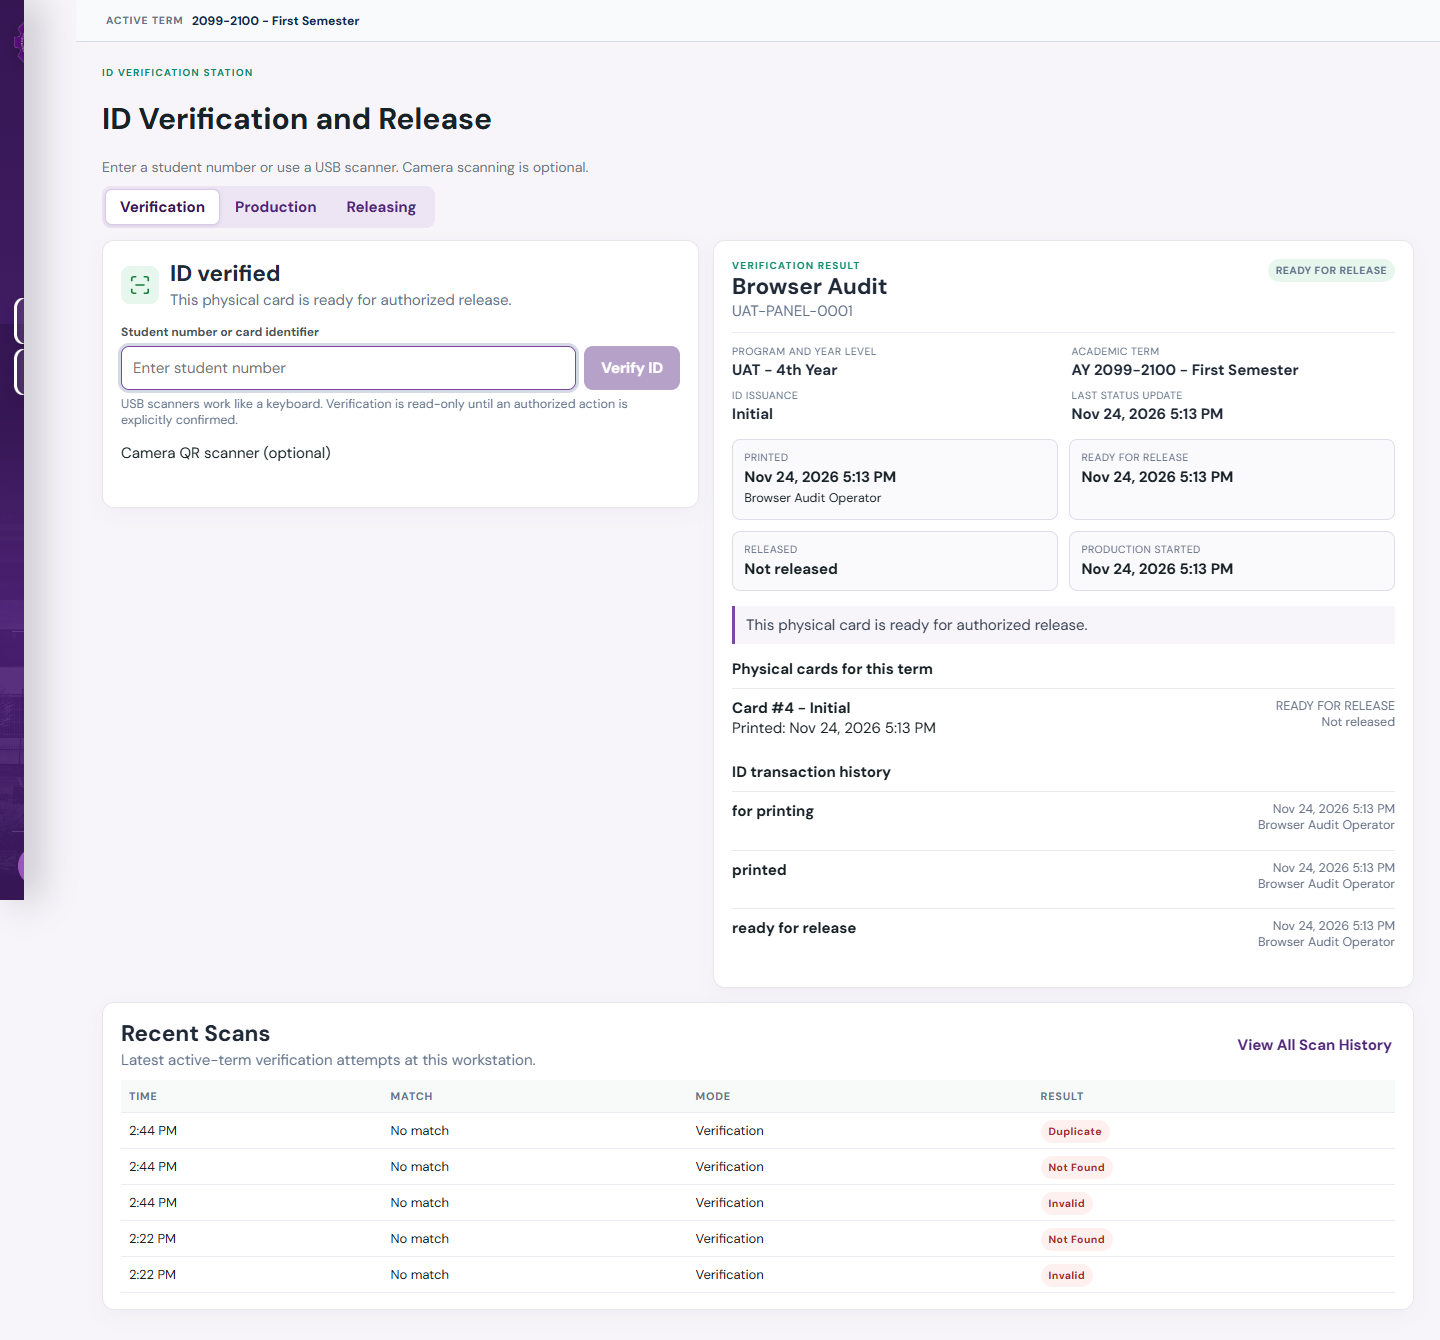 ACTIVE TERM 2099-2100 - First Semester
ID VERIFICATION STATION
ID Verification and Release
Enter a student number or use a USB scanner. Camera scanning is optional.
Verification Production Releasing
ID verified
This physical card is ready for authorized release.
Student number or card identifier
Enter student number Verify ID
USB scanners work like a keyboard. Verification is read-only until an authorized action is
explicitly confirmed.
Camera QR scanner (optional)
VERIFICATION RESULT
READY FOR RELEASE
Browser Audit
UAT-PANEL-0001
PROGRAM AND YEAR LEVEL
UAT - 4th Year
ACADEMIC TERM
AY 2099-2100 - First Semester
ID ISSUANCE
Initial
LAST STATUS UPDATE
Nov 24, 2026 5:13 PM
PRINTED
Nov 24, 2026 5:13 PM
Browser Audit Operator
READY FOR RELEASE
Nov 24, 2026 5:13 PM
RELEASED
Not released
PRODUCTION STARTED
Nov 24, 2026 5:13 PM
This physical card is ready for authorized release.
Physical cards for this term
Card #4 - Initial
Printed: Nov 24, 2026 5:13 PM
READY FOR RELEASE
Not released
ID transaction history
for printing
Nov 24, 2026 5:13 PM
Browser Audit Operator
printed
Nov 24, 2026 5:13 PM
Browser Audit Operator
ready for release
Nov 24, 2026 5:13 PM
Browser Audit Operator
Recent Scans
Latest active-term verification attempts at this workstation.
View All Scan History
TIME MATCH MODE RESULT
2:44 PM No match Verification Duplicate
2:44 PM No match Verification Not Found
2:44 PM No match Verification Invalid
2:22 PM No match Verification Not Found
2:22 PM No match Verification Invalid